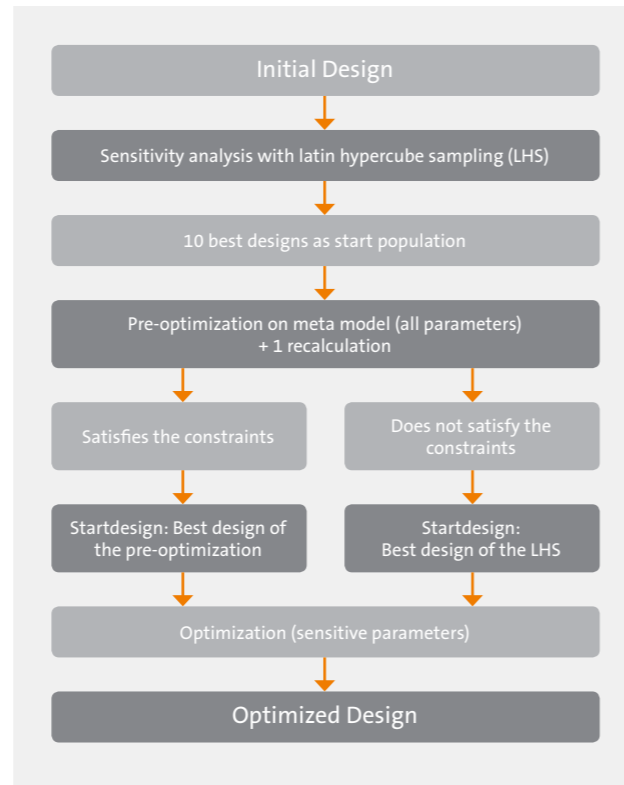 Initial Design
Sensitivity analysis with latin hypercube sampling (LHS)
10 best designs as start population
Pre-optimization on meta model (all parameters)
+ 1 recalculation
Satisfies the constraints
Does not satisfy the
constraints
Startdesign: Best design of
the pre-optimization
Startdesign:
Best design of the LHS
Optimization (sensitive parameters)
Optimized Design